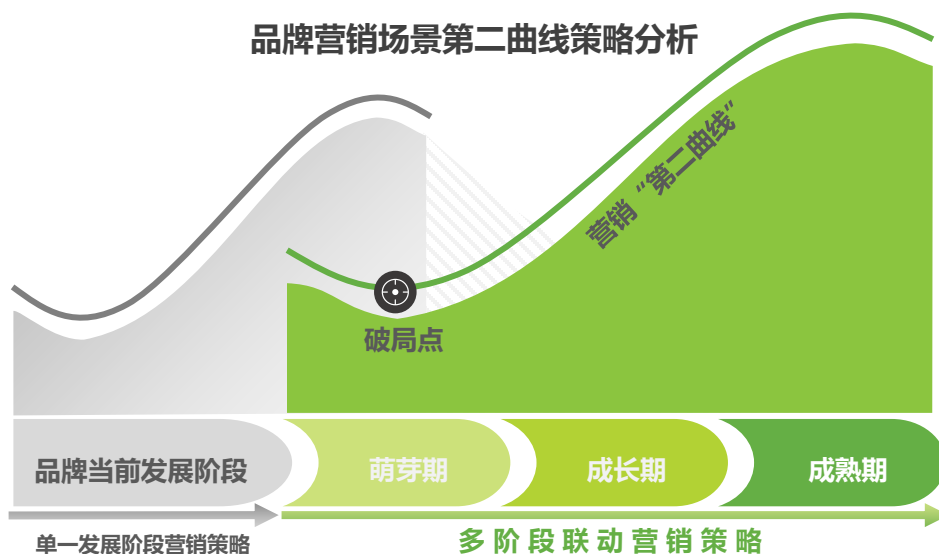 品牌营销场景第二曲线策略分析
营销“第二曲线”
破局点
品牌当前发展阶段
萌芽期
成长期
成熟期
单一发展阶段营销策略
多阶段联动营销策略